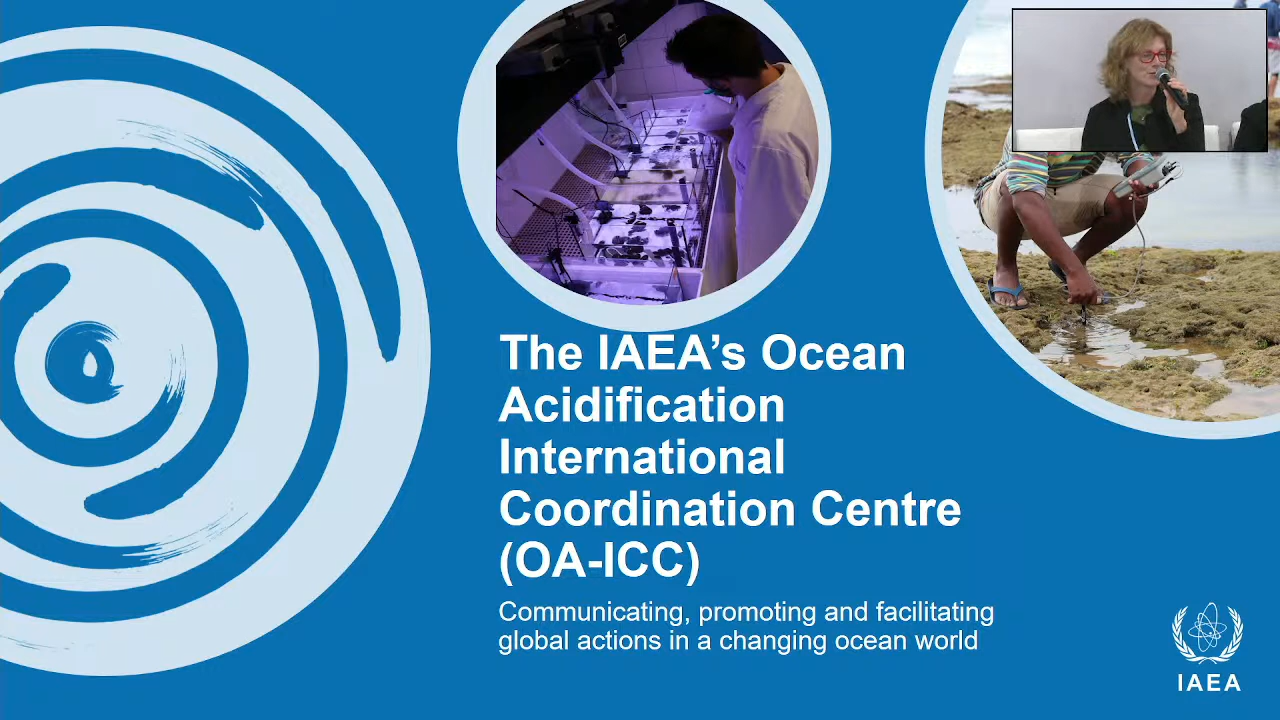 The IAEA’s Ocean
Acidification
International
Coordination Centre
(OA-ICC)
Communicating, promoting and facilitating
global actions in a changing ocean world
IAEA